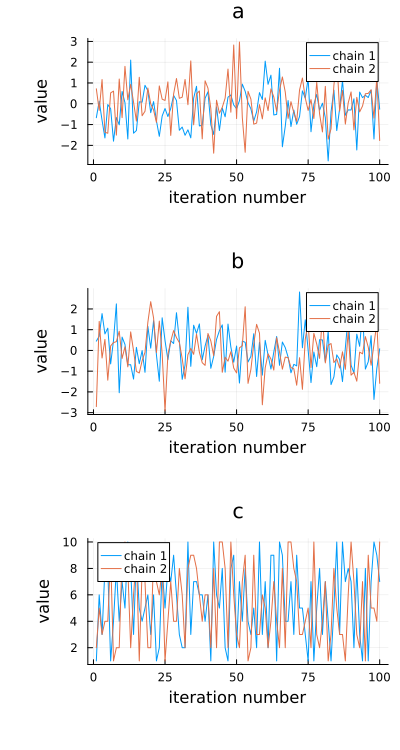 a
3
2
1
0
−1
−2
value
0 25 50 75 100
iteration number
chain 1
chain 2
b
2
1
0
−1
−2
−3
value
0 25 50 75 100
iteration number
chain 1
chain 2
c
10
8
6
4
2
value
0 25 50 75 100
iteration number
chain 1
chain 2